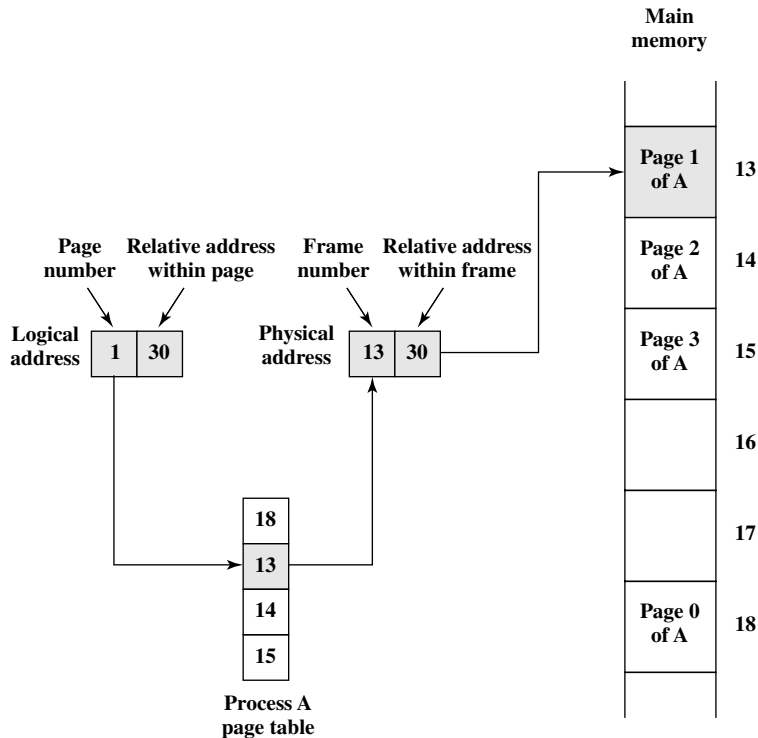 Main
memory
Page 1
of A
13
Page 2
of A
14
Page 3
of A
15
16
17
Page 0
of A
18
Page
number
Relative address
within page
Frame
number
Relative address
within frame
Logical
address
1
30
Physical
address
13
30
18
13
14
15
Process A
page table